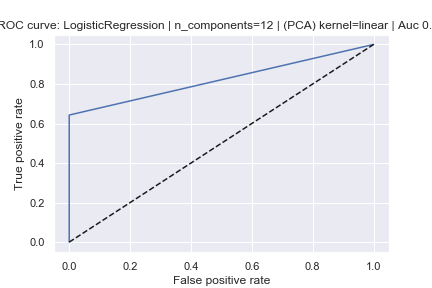 ROC curve: LogisticRegression | n_components=12 | (PCA) kernel=linear | Auc 0.
1.0
0.8
0.6
0.4
0.2
0.0
True positive rate
0.0 0.2 0.4 0.6 0.8 1.0
False positive rate